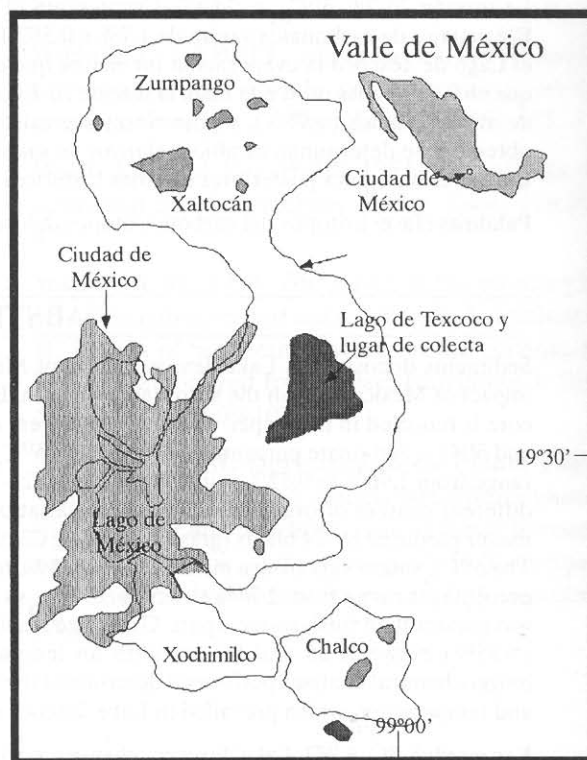 Valle de México
Zumpango
Xaltocán
Ciudad de
México
Ciudad de
México
Lago de Texcoco y
lugar de colecta
19°30’
Lago de
México
Xochimilco
Chalco
99°00’